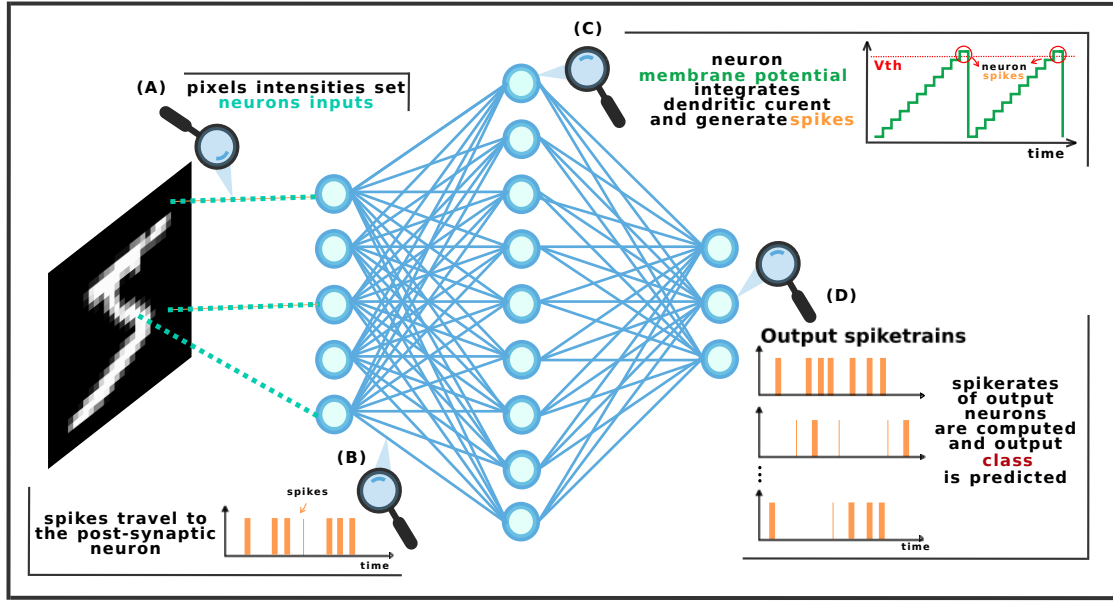 (A)
pixels intensities set
neurons inputs
(C)
neuron
membrane potential
integrates
dendritic curent
and generate spikes
Vth
neuron
spikes
time
(B)
spikes travel to
the post-synaptic
neuron
spikes
time
(D)
Output spiketrains
time
spikerates
of output
neurons
are computed
and output
class
is predicted